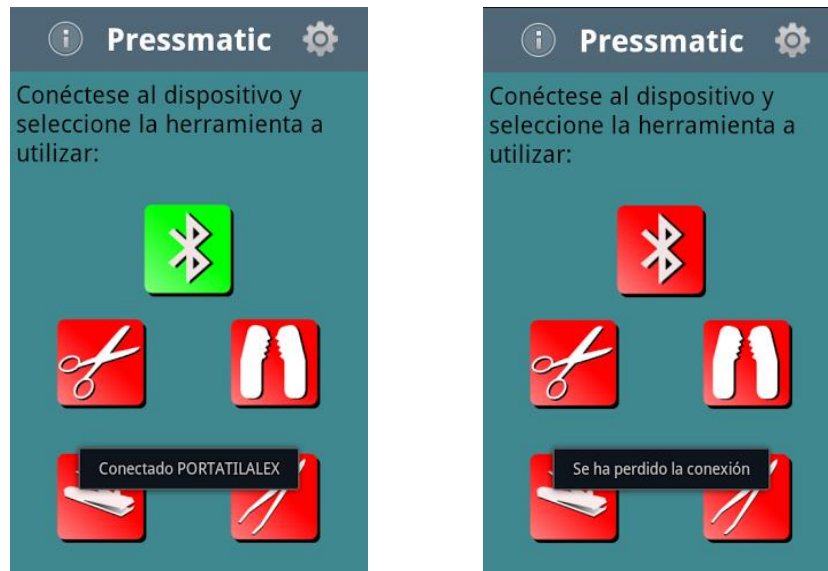 Pressmatic
Conéctese al dispositivo y
seleccione la herramienta a
utilizar:
Conectado PORTATILALEX
Pressmatic
Conéctese al dispositivo y
seleccione la herramienta a
utilizar:
Se ha perdido la conexión